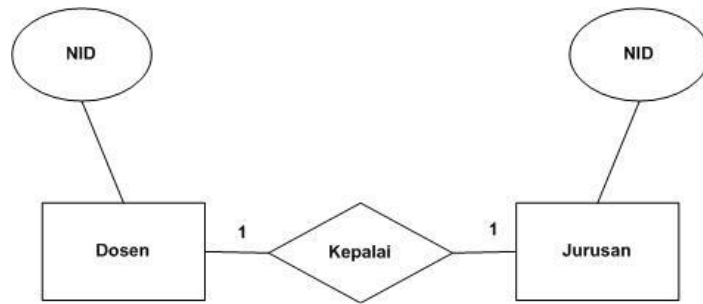 NID
NID
Dosen
1
Kepalai
1
Jurusan